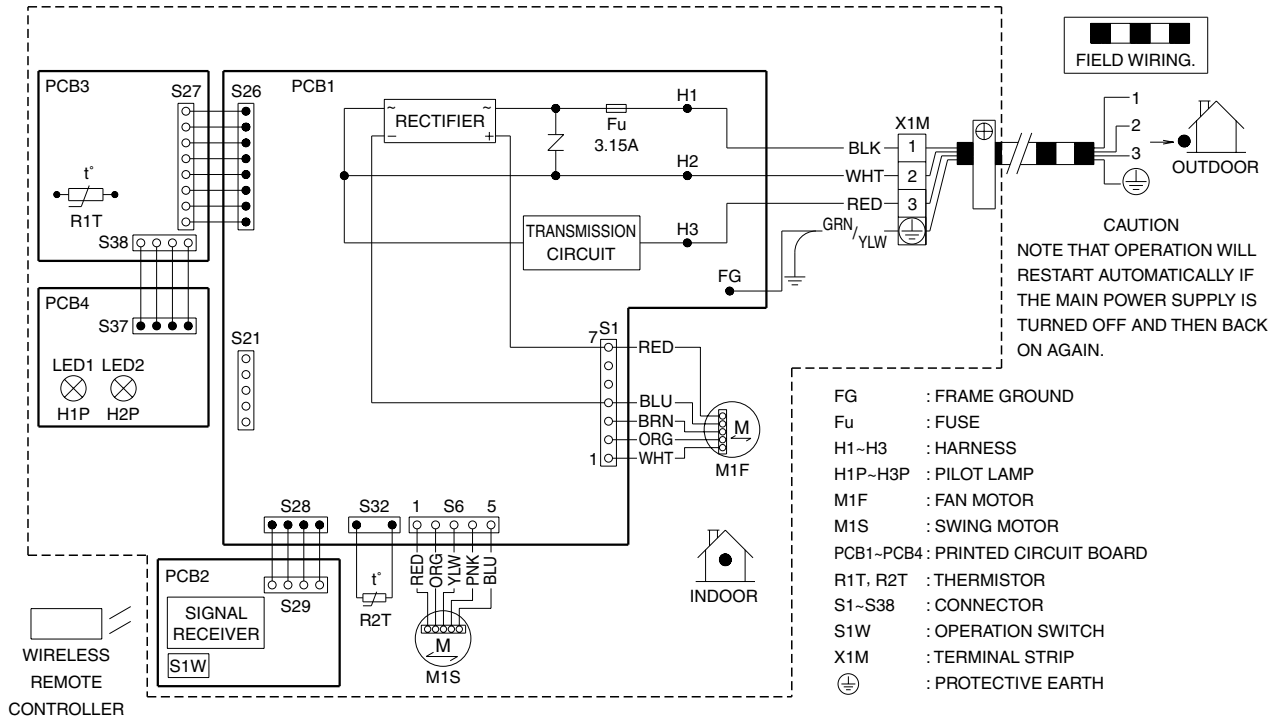 PCB3
S27
S26
PCB1
t°
R1T
S38
RECTIFIER
~
~
−
+
Fu
3.15A
H1
H2
H3
TRANSMISSION
CIRCUIT
FG
X1M
BLK
1
WHT
2
RED
3
GRN/YLW
FIELD WIRING.
1
2
3
OUTDOOR
CAUTION
NOTE THAT OPERATION WILL
RESTART AUTOMATICALLY IF
THE MAIN POWER SUPPLY IS
TURNED OFF AND THEN BACK
ON AGAIN.
PCB4
S37
LED1 LED2
H1P H2P
S21
S1
7
RED
BLU
BRN
ORG
1
WHT
M
M1F
S28
S32
1 S6 5
RED
ORG
YLW
PNK
BLU
t°
R2T
M
M1S
PCB2
S29
SIGNAL
RECEIVER
S1W
WIRELESS
REMOTE
CONTROLLER
INDOOR
FG : FRAME GROUND
Fu : FUSE
H1~H3 : HARNESS
H1P~H3P : PILOT LAMP
M1F : FAN MOTOR
M1S : SWING MOTOR
PCB1~PCB4 : PRINTED CIRCUIT BOARD
R1T, R2T : THERMISTOR
S1~S38 : CONNECTOR
S1W : OPERATION SWITCH
X1M : TERMINAL STRIP
: PROTECTIVE EARTH